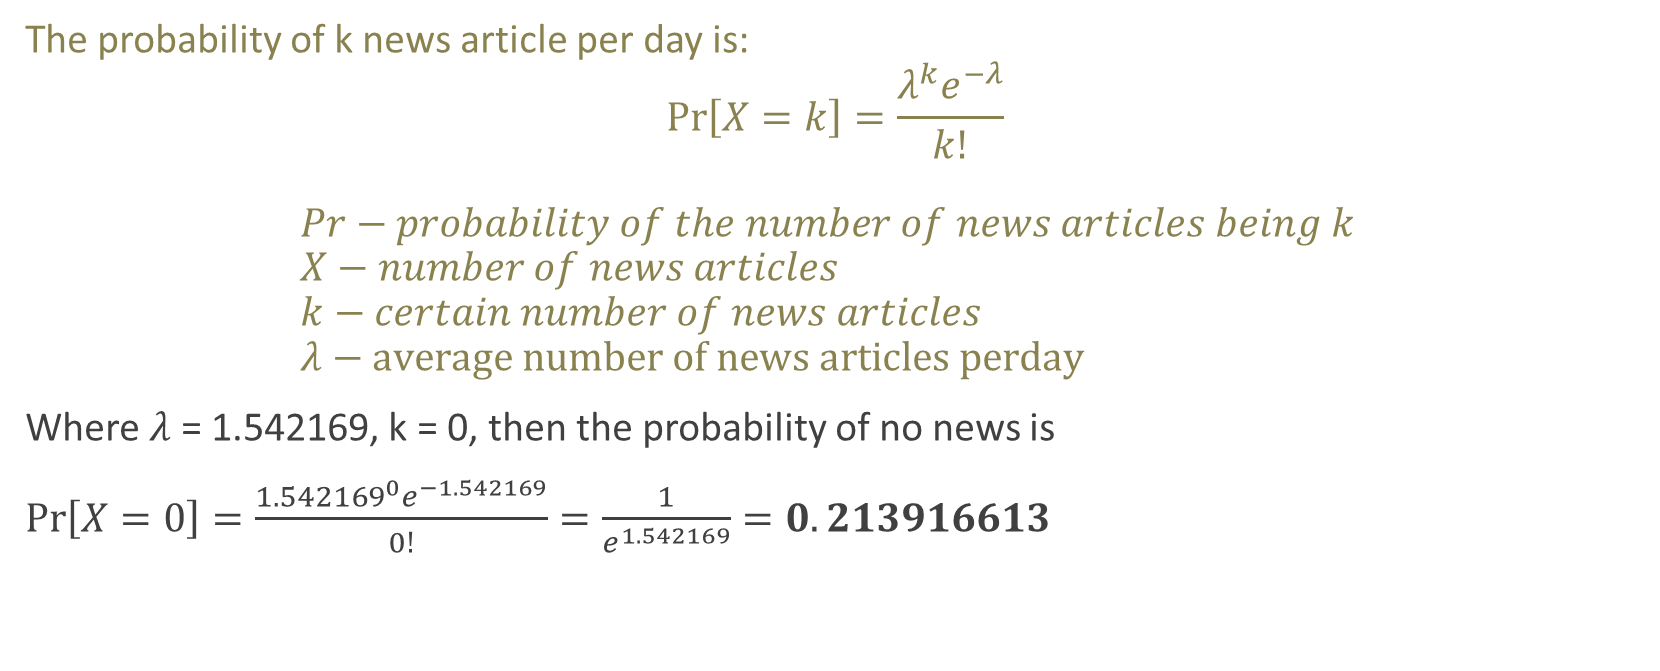 The probability of k news article per day is:
Pr[X = k] = λ^k e^−λ / k!
Pr − probability of the number of news articles being k
X − number of news articles
k − certain number of news articles
λ − average number of news articles perday
Where λ = 1.542169, k = 0, then the probability of no news is
Pr[X = 0] = 1.542169^0 e^−1.542169 / 0! = 1 / e^1.542169 = 0.213916613